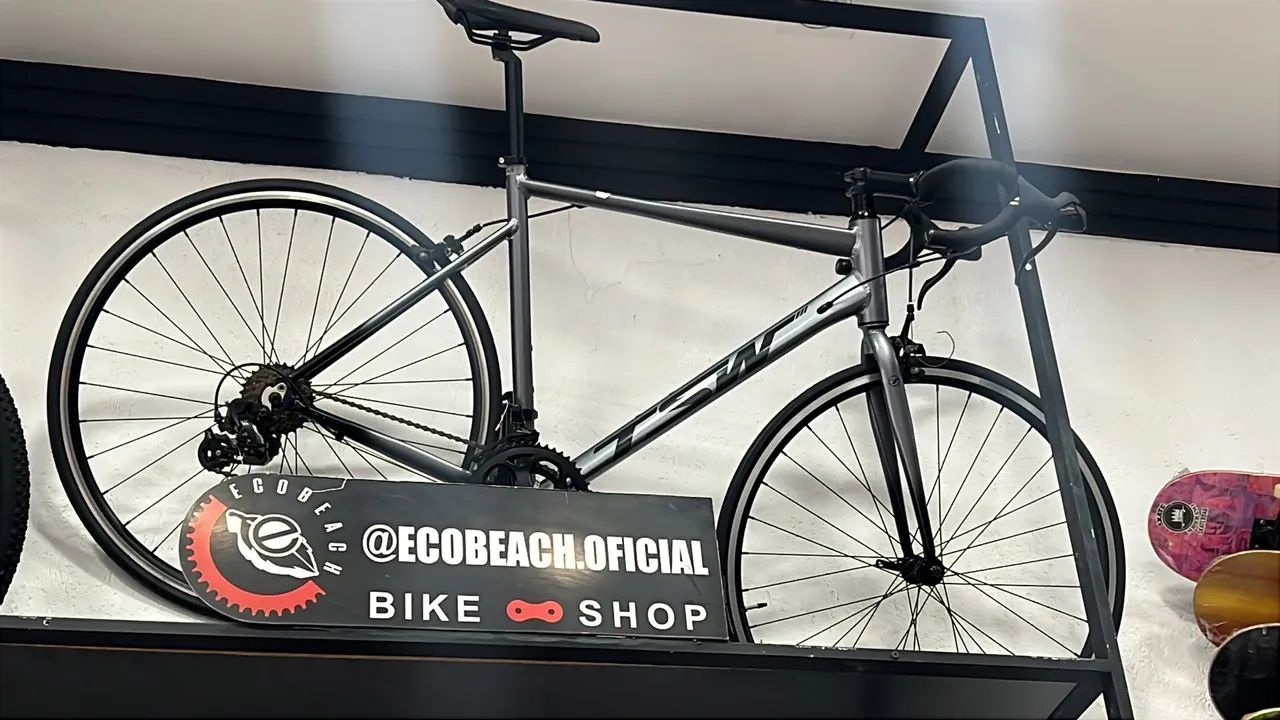 TSW
ECOBEACH
e
@ECOBEACH.OFICIAL
BIKE SHOP